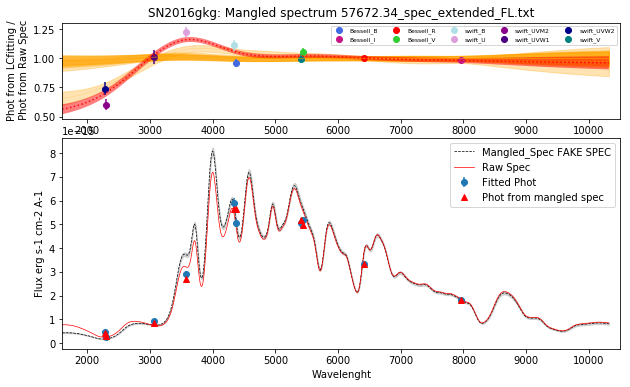 SN2016gkg: Mangled spectrum 57672.34_spec_extended_FL.txt
Phot from LCfitting /
Phot from Raw Spec
1.25
1.00
0.75
0.50
Bessell_B
Bessell_I
Bessell_R
Bessell_V
swift_B
swift_U
swift_UVM2
swift_UVW1
swift_UVW2
swift_V
2000 3000 4000 5000 6000 7000 8000 9000 10000
1e−15
Flux erg s-1 cm-2 A-1
8
7
6
5
4
3
2
1
0
Mangled_Spec FAKE SPEC
Raw Spec
Fitted Phot
Phot from mangled spec
2000 3000 4000 5000 6000 7000 8000 9000 10000
Wavelenght